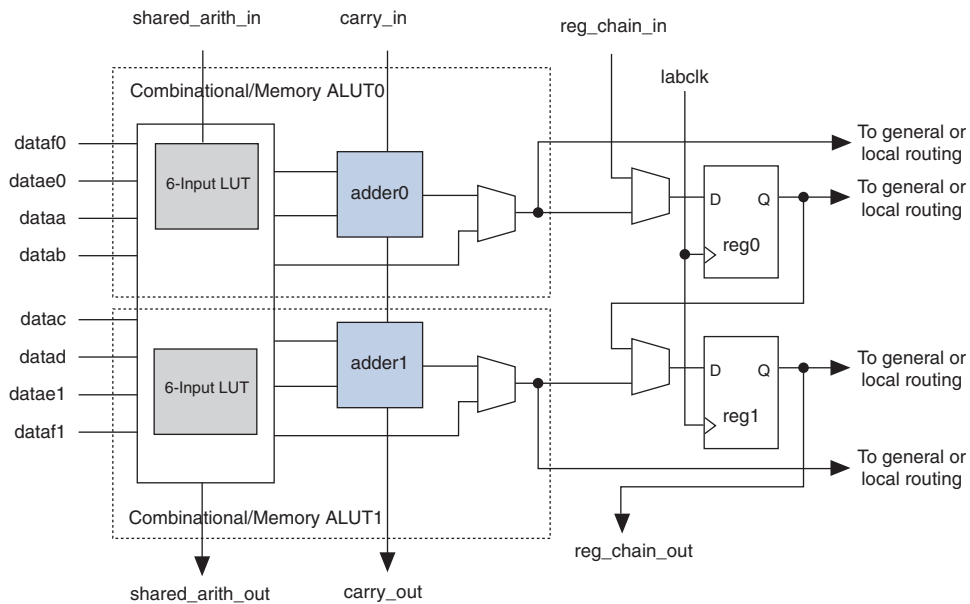 shared_arith_in
carry_in
reg_chain_in
labclk
Combinational/Memory ALUT0
dataf0
datae0
dataa
datab
6-Input LUT
adder0
D
Q
reg0
To general or
local routing
To general or
local routing
datac
datad
datae1
dataf1
6-Input LUT
adder1
D
Q
reg1
To general or
local routing
To general or
local routing
Combinational/Memory ALUT1
reg_chain_out
shared_arith_out
carry_out